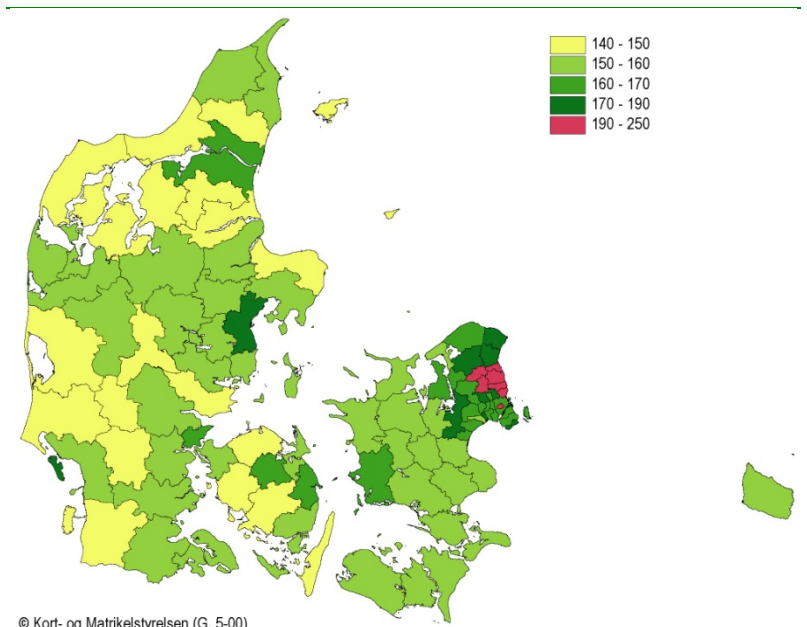 140 - 150
150 - 160
160 - 170
170 - 190
190 - 250
© Kort- og Matrikelstyrelsen (G. 5-00)